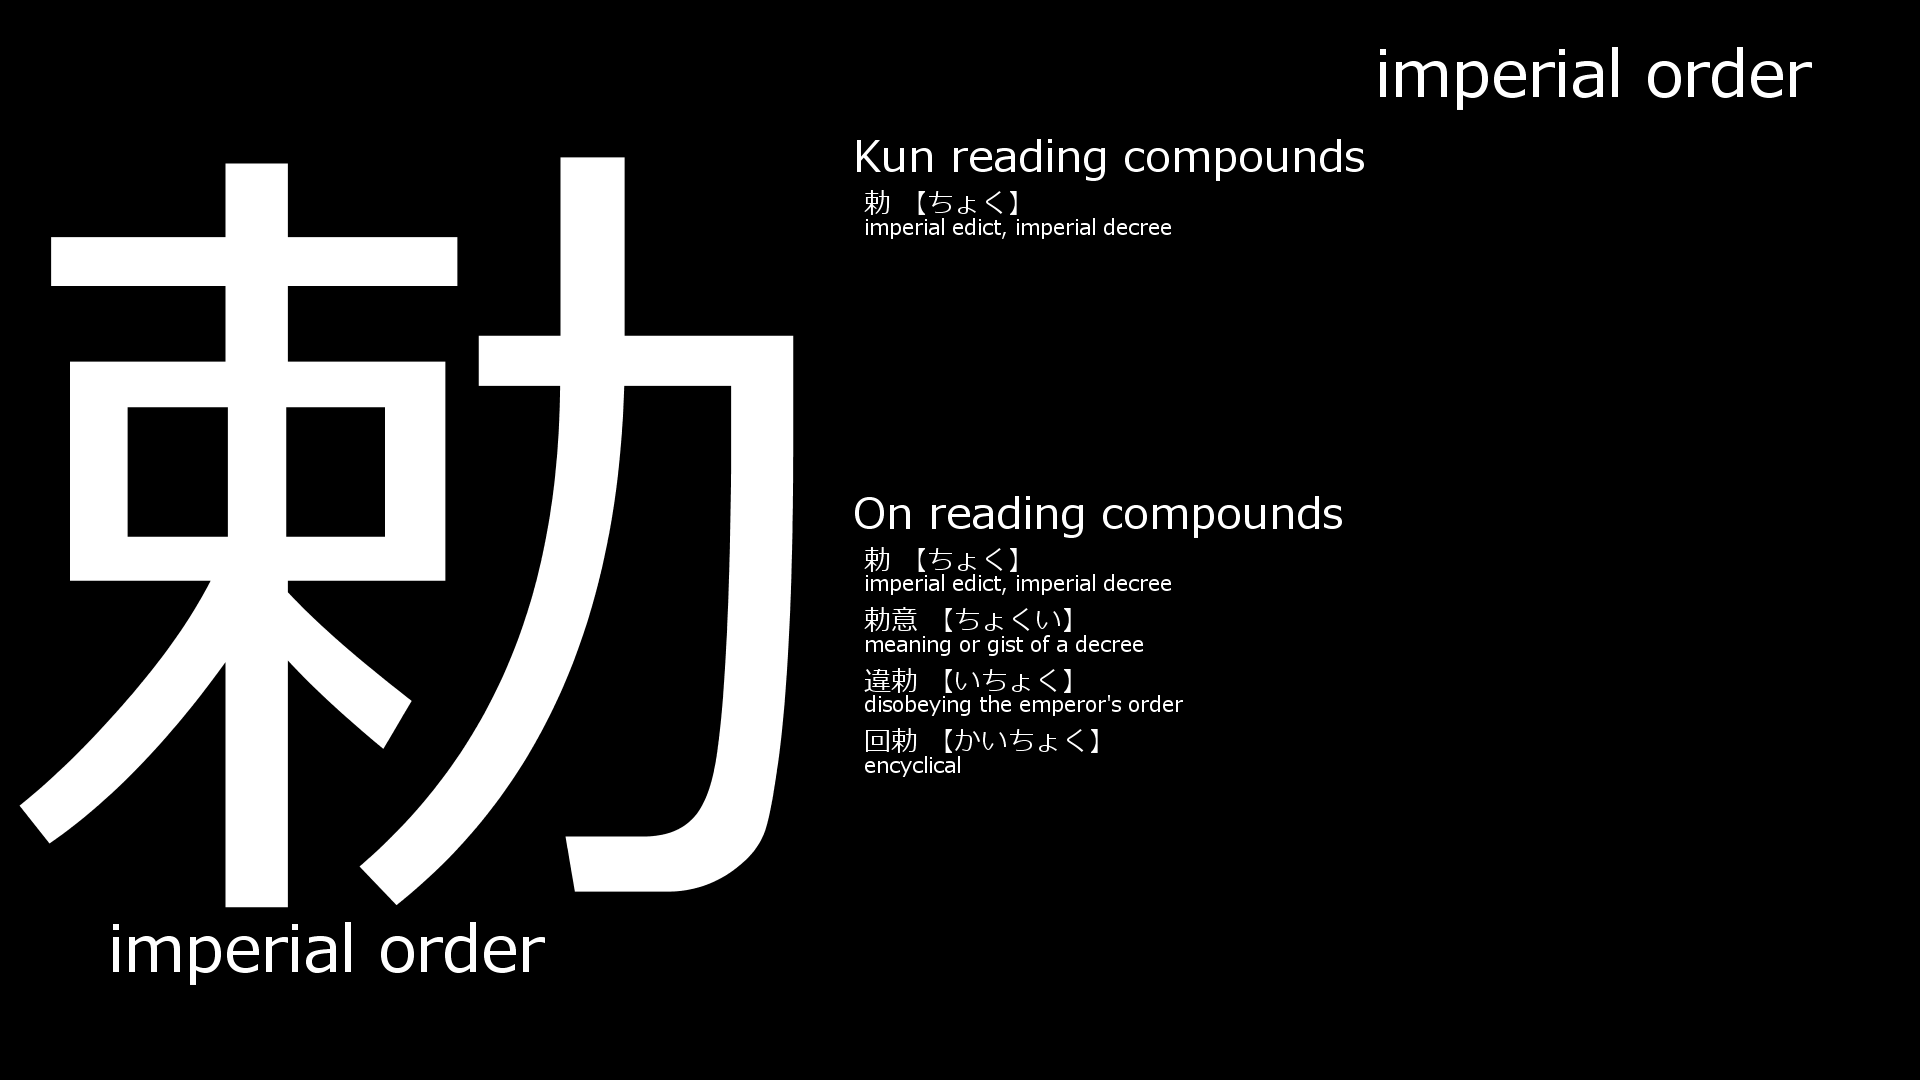 勅
imperial order
imperial order
Kun reading compounds
勅 【ちょく】
imperial edict, imperial decree
On reading compounds
勅 【ちょく】
imperial edict, imperial decree
勅意 【ちょくい】
meaning or gist of a decree
違勅 【いちょく】
disobeying the emperor's order
回勅 【かいちょく】
encyclical